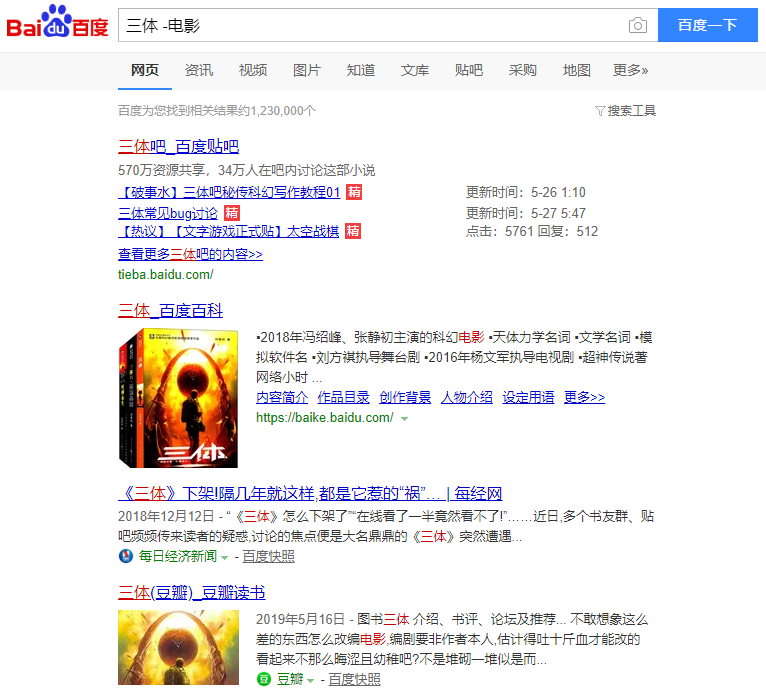 Bai du 百度
三体 -电影
百度一下
网页 资讯 视频 图片 知道 文库 贴吧 采购 地图 更多»
百度为您找到相关结果约1,230,000个
搜索工具
三体吧_百度贴吧
570万资源共享，34万人在吧内讨论这部小说
【破事水】三体吧秘传科幻写作教程01 精 更新时间：5-26 1:10
三体常见bug讨论 精 更新时间：5-27 5:47
【热议】【文字游戏正式贴】太空战棋 精 点击：5761 回复：512
查看更多三体吧的内容>>
tieba.baidu.com/
三体_百度百科
▪2018年冯绍峰、张静初主演的科幻电影 ▪天体力学名词 ▪文学名词 ▪模
拟软件名 ▪刘方祺执导舞台剧 ▪2016年杨文军执导电视剧 ▪超神传说著
网络小时 ...
内容简介 作品目录 创作背景 人物介绍 设定用语 更多>>
https://baike.baidu.com/
三体
《三体》下架!隔几年就这样,都是它惹的“祸”... | 每经网
2018年12月12日 - “《三体》怎么下架了”“在线看了一半竟然看不了!”……近日,多个书友群、贴
吧频频传来读者的疑惑,讨论的焦点便是大名鼎鼎的《三体》突然遭遇...
每日经济新闻 - 百度快照
三体(豆瓣)_豆瓣读书
2019年5月16日 - 图书三体 介绍、书评、论坛及推荐... 不敢想象这么
差的东西怎么改编电影,编剧要非作者本人,估计得吐十斤血才能改的
看起来不那么晦涩且幼稚吧?不是堆砌一堆似是而...
豆 豆瓣 - 百度快照